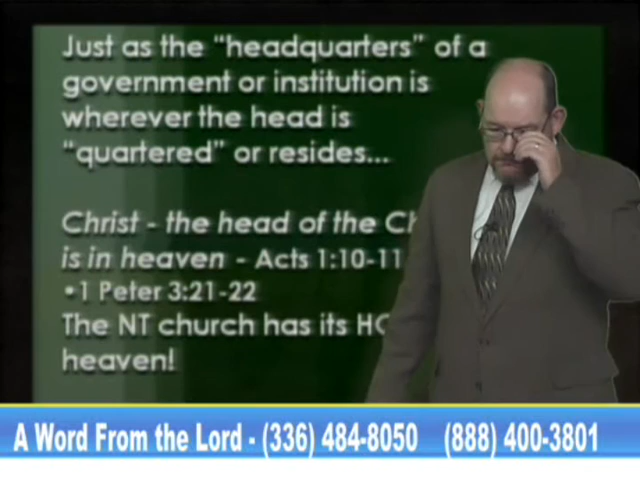 Just as the "headquarters" of a
government or institution is
wherever the head is
"quartered" or resides...
Christ - the head of the Ch
is in heaven - Acts 1:10-11
•1 Peter 3:21-22
The NT church has its HQ
heaven!
A Word From the Lord - (336) 484-8050 (888) 400-3801